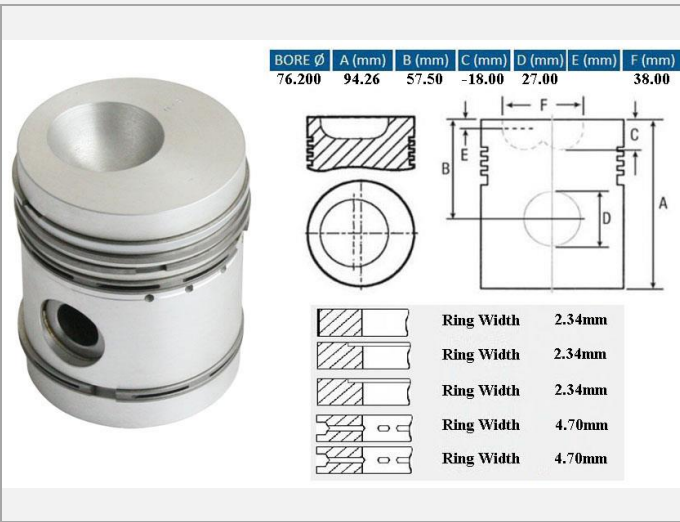 BORE Ø A (mm) B (mm) C (mm) D (mm) E (mm) F (mm)
76.200 94.26 57.50 -18.00 27.00 38.00
F
E
C
B
D
A
Ring Width 2.34mm
Ring Width 2.34mm
Ring Width 2.34mm
Ring Width 4.70mm
Ring Width 4.70mm